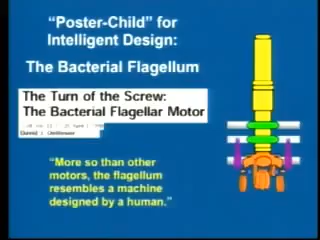 “Poster-Child” for
Intelligent Design:
The Bacterial Flagellum
The Turn of the Screw:
The Bacterial Flagellar Motor
“More so than other
motors, the flagellum
resembles a machine
designed by a human.”